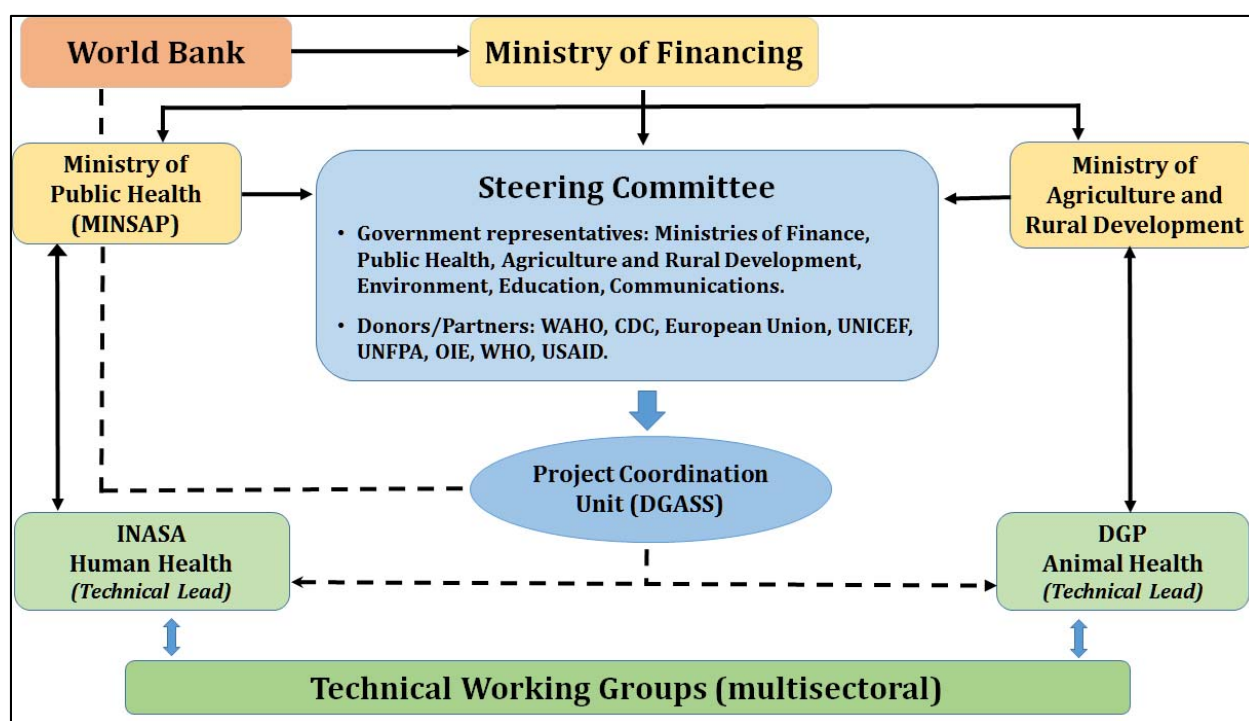 World Bank
Ministry of Financing
Ministry of
Public Health
(MINSAP)
Steering Committee
• Government representatives: Ministries of Finance,
Public Health, Agriculture and Rural Development,
Environment, Education, Communications.
• Donors/Partners: WAHO, CDC, European Union, UNICEF,
UNFPA, OIE, WHO, USAID.
Ministry of
Agriculture and
Rural Development
Project Coordination
Unit (DGASS)
INASA
Human Health
(Technical Lead)
DGP
Animal Health
(Technical Lead)
Technical Working Groups (multisectoral)